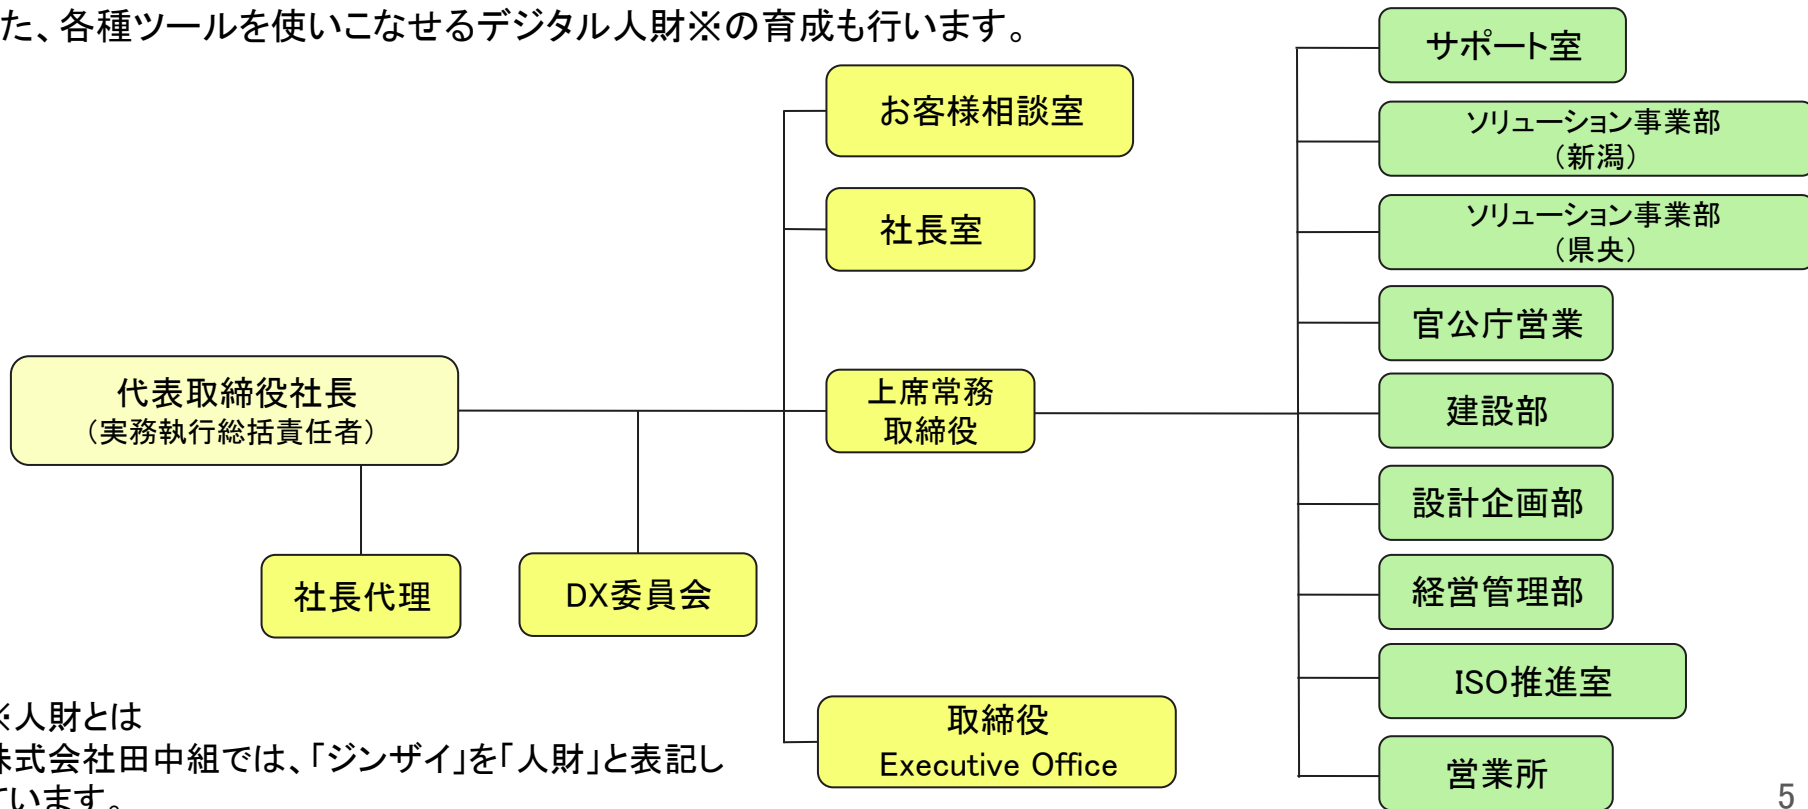 た、各種ツールを使いこなせるデジタル人財※の育成も行います。
お客様相談室
社長室
代表取締役社長
（実務執行総括責任者）
上席常務
取締役
社長代理
DX委員会
取締役
Executive Office
サポート室
ソリューション事業部
（新潟）
ソリューション事業部
（県央）
官公庁営業
建設部
設計企画部
経営管理部
ISO推進室
営業所
※人財とは
株式会社田中組では、「ジンザイ」を「人財」と表記し
ています。
5